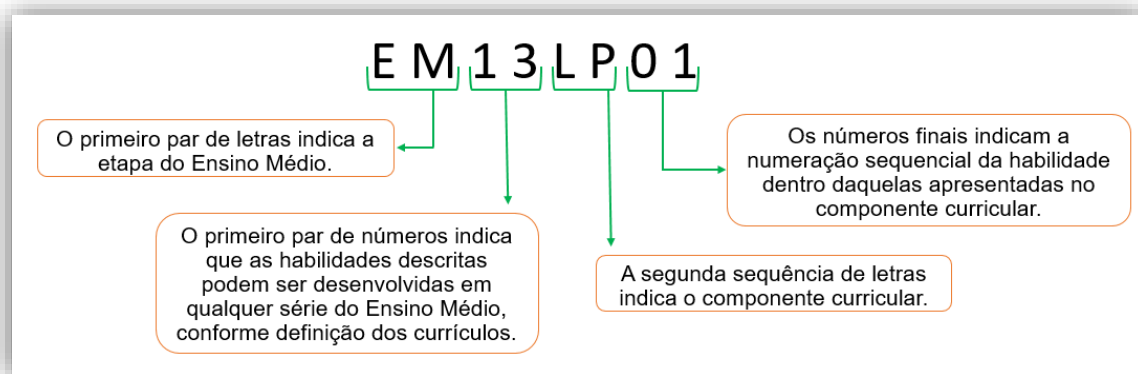 E M 1 3 L P 0 1
O primeiro par de letras indica a
etapa do Ensino Médio.
O primeiro par de números indica
que as habilidades descritas
podem ser desenvolvidas em
qualquer série do Ensino Médio,
conforme definição dos currículos.
A segunda sequência de letras
indica o componente curricular.
Os números finais indicam a
numeração sequencial da habilidade
dentro daquelas apresentadas no
componente curricular.